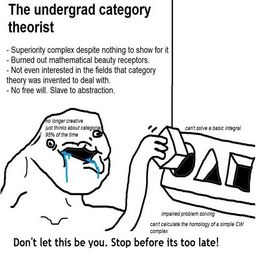 The undergrad category
theorist
- Superiority complex despite nothing to show for it
- Burned out mathematical beauty receptors.
- Not even interested in the fields that category
theory was invented to deal with.
- No free will. Slave to abstraction.
no longer creative
just thinks about categories
95% of the time
can't solve a basic integral
impaired problem solving
can't calculate the homology of a simple CW
complex
Don't let this be you. Stop before its too late!